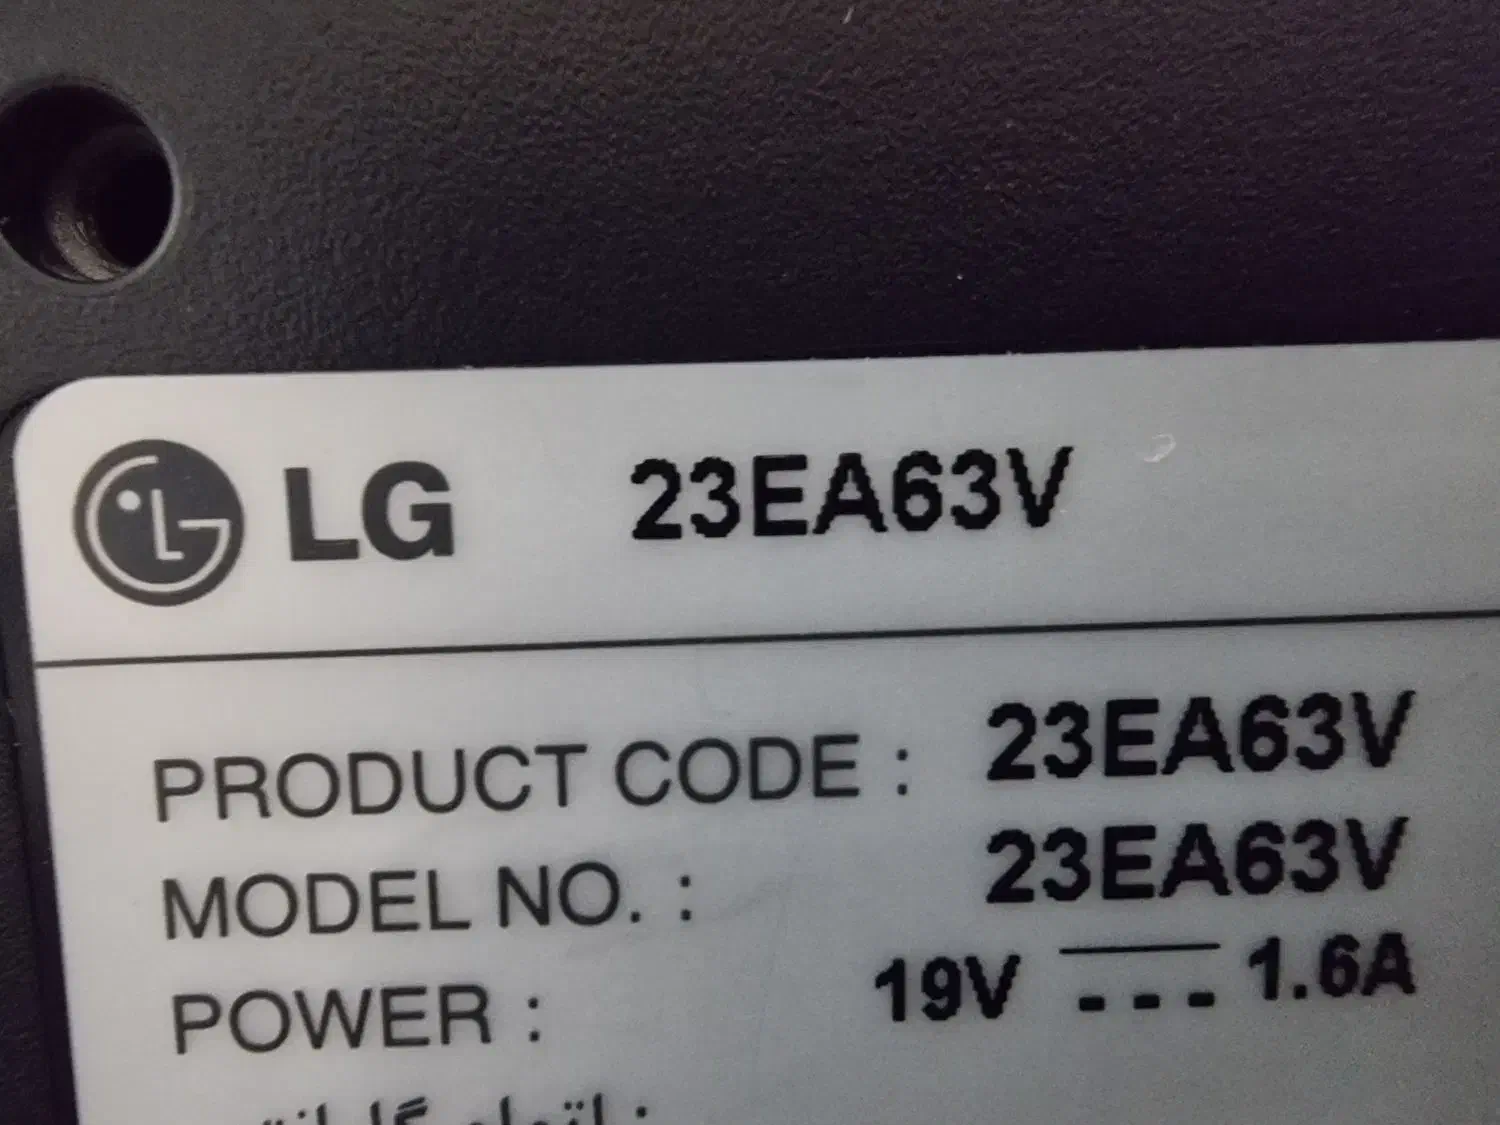 LG 23EA63V
PRODUCT CODE : 23EA63V
MODEL NO. : 23EA63V
POWER : 19V ⎓ 1.6A